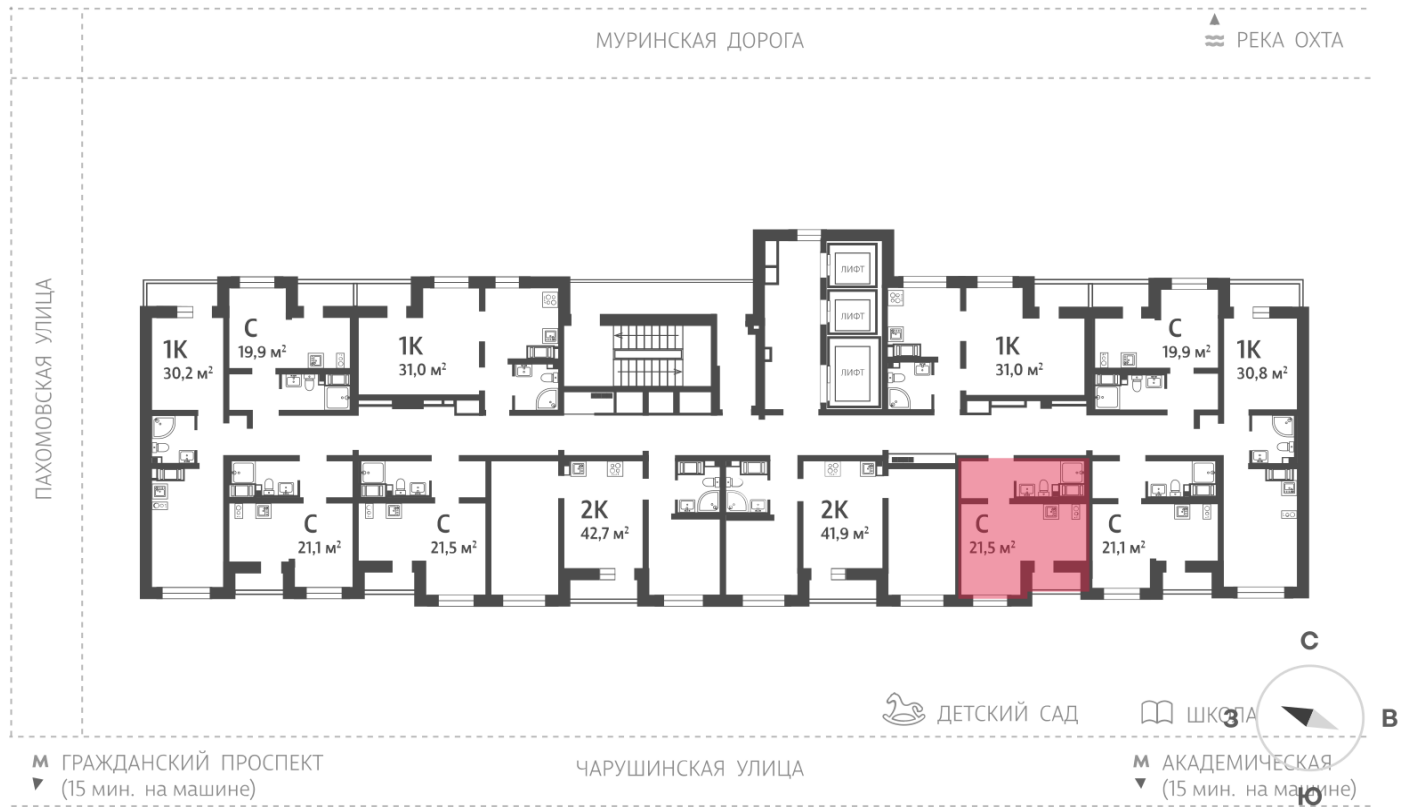 МУРИНСКАЯ ДОРОГА
РЕКА ОХТА
ПАХОМОВСКАЯ УЛИЦА
ЛИФТ
ЛИФТ
ЛИФТ
1К
30,2 м²
С
19,9 м²
1К
31,0 м²
1К
31,0 м²
С
19,9 м²
1К
30,8 м²
С
21,1 м²
С
21,5 м²
2К
42,7 м²
2К
41,9 м²
С
21,5 м²
С
21,1 м²
С
З
В
Ю
ДЕТСКИЙ САД
ШКОЛА
М ГРАЖДАНСКИЙ ПРОСПЕКТ
(15 мин. на машине)
ЧАРУШИНСКАЯ УЛИЦА
М АКАДЕМИЧЕСКАЯ
(15 мин. на машине)